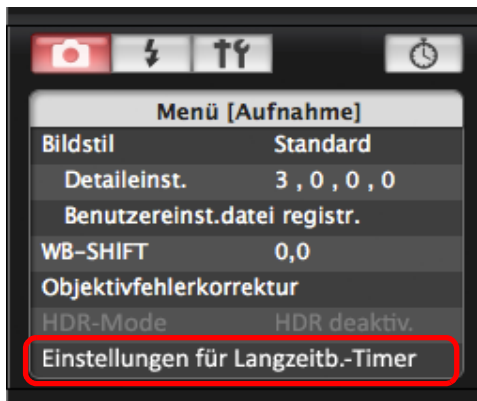 Menü [Aufnahme]
Bildstil Standard
Detaileinst. 3 , 0 , 0 , 0
Benutzereinst.datei registr.
WB-SHIFT 0,0
Objektivfehlerkorrektur
HDR-Mode HDR deaktiv.
Einstellungen für Langzeitb.-Timer